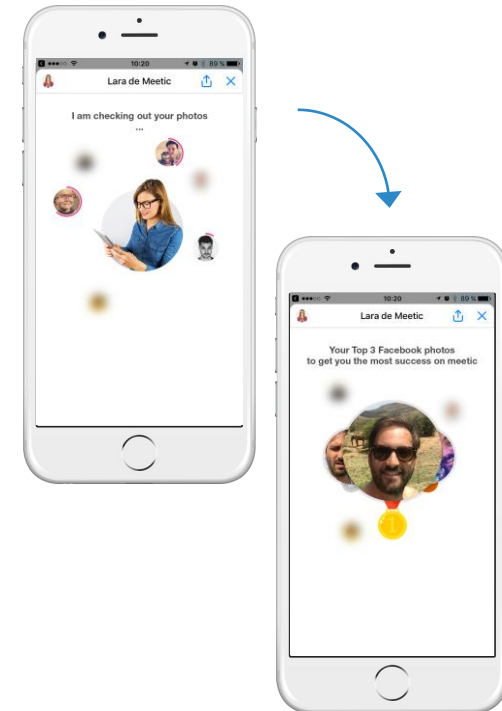 10:20
89 %
Lara de Meetic
I am checking out your photos
...
10:20
89 %
Lara de Meetic
Your Top 3 Facebook photos
to get you the most success on meetic
1